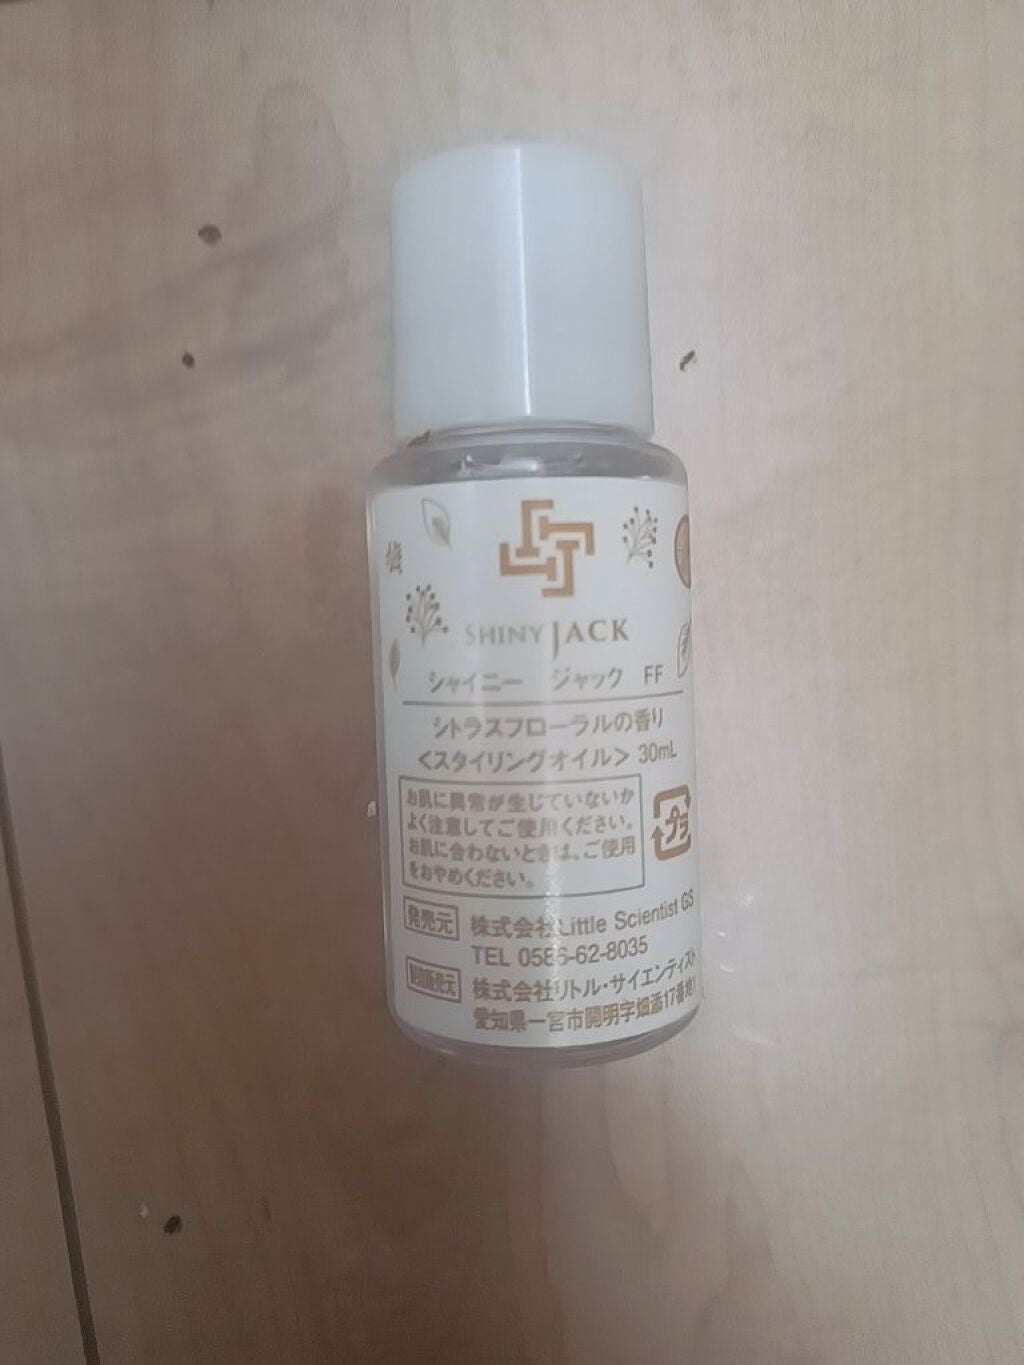 SHINY JACK
シャイニー ジャック FF
シトラスフローラルの香り
<スタイリングオイル> 30mL
お肌に異常が生じていないか
よく注意してご使用ください。
お肌に合わないときは、ご使用
をおやめください。
プラ
発売元 株式会社Little Scientist GS
TEL 0586-62-8035
製造販売元 株式会社リトル・サイエンティスト
愛知県一宮市開明字畑添17番地1